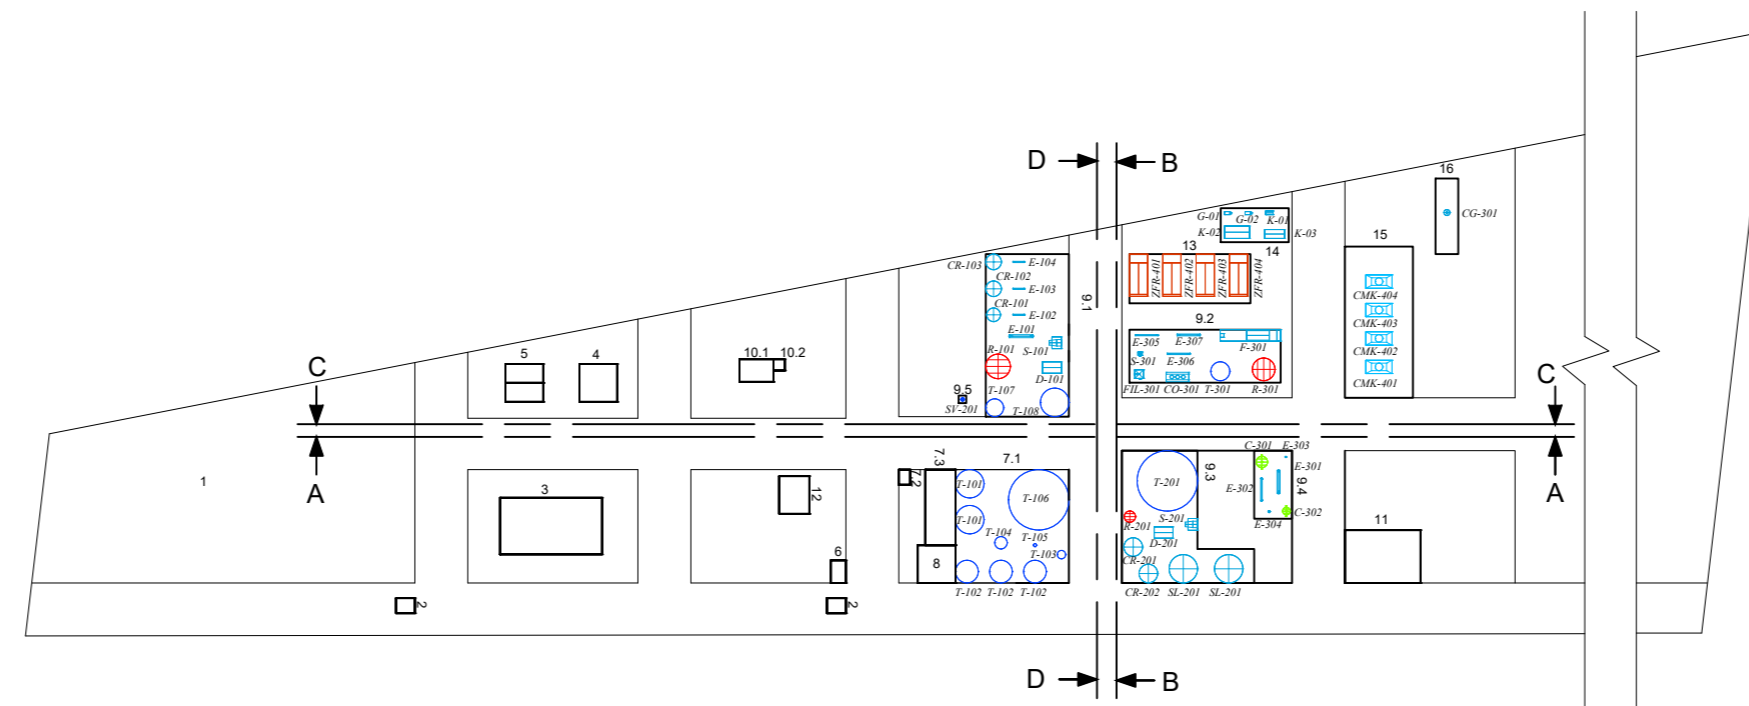 D
B
16
G-01
G-02
K-01
CG-301
K-02
K-03
15
13
14
CR-103
E-104
CR-102
ZFR-401
ZFR-402
ZFR-403
ZFR-404
E-103
9.1
CMK-404
CR-101
E-102
9.2
CMK-403
E-101
E-305
E-307
F-301
R-101
S-101
CMK-402
5
4
10.1
10.2
S-301
E-306
C
D-101
CMK-401
C
9.5
T-107
FIL-301
CO-301
T-301
R-301
SV-201
T-108
C-301
E-303
7.3
7.1
9.3
E-301
1
A
3
12
7.2
T-101
T-106
T-201
E-302
9.4
A
T-101
R-201
S-201
C-302
T-104
T-105
D-201
E-304
11
6
T-103
CR-201
8
T-102
T-102
T-102
CR-202
SL-201
SL-201
2
2
D
B